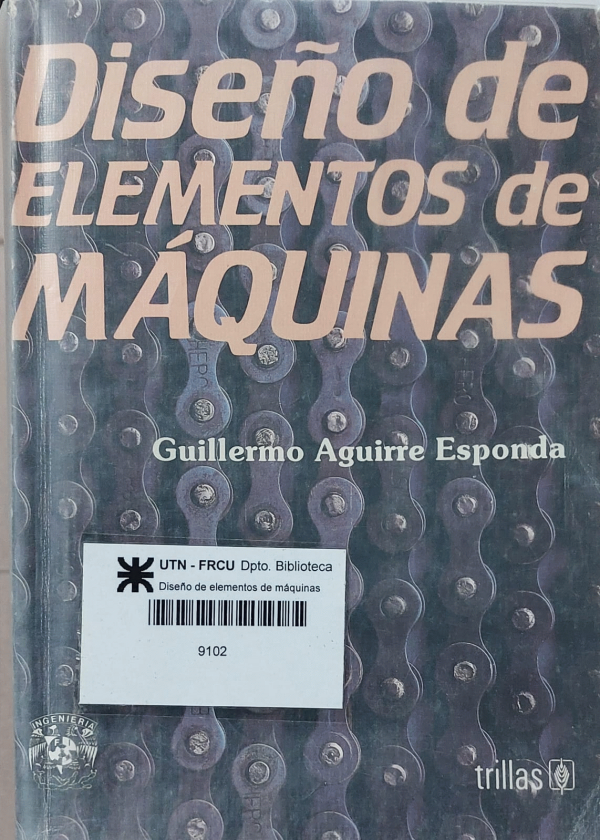 Diseño de
ELEMENTOS de
MÁQUINAS
Guillermo Aguirre Esponda
UTN - FRCU Dpto. Biblioteca
Diseño de elementos de máquinas
9102
INGENIERIA
trillas